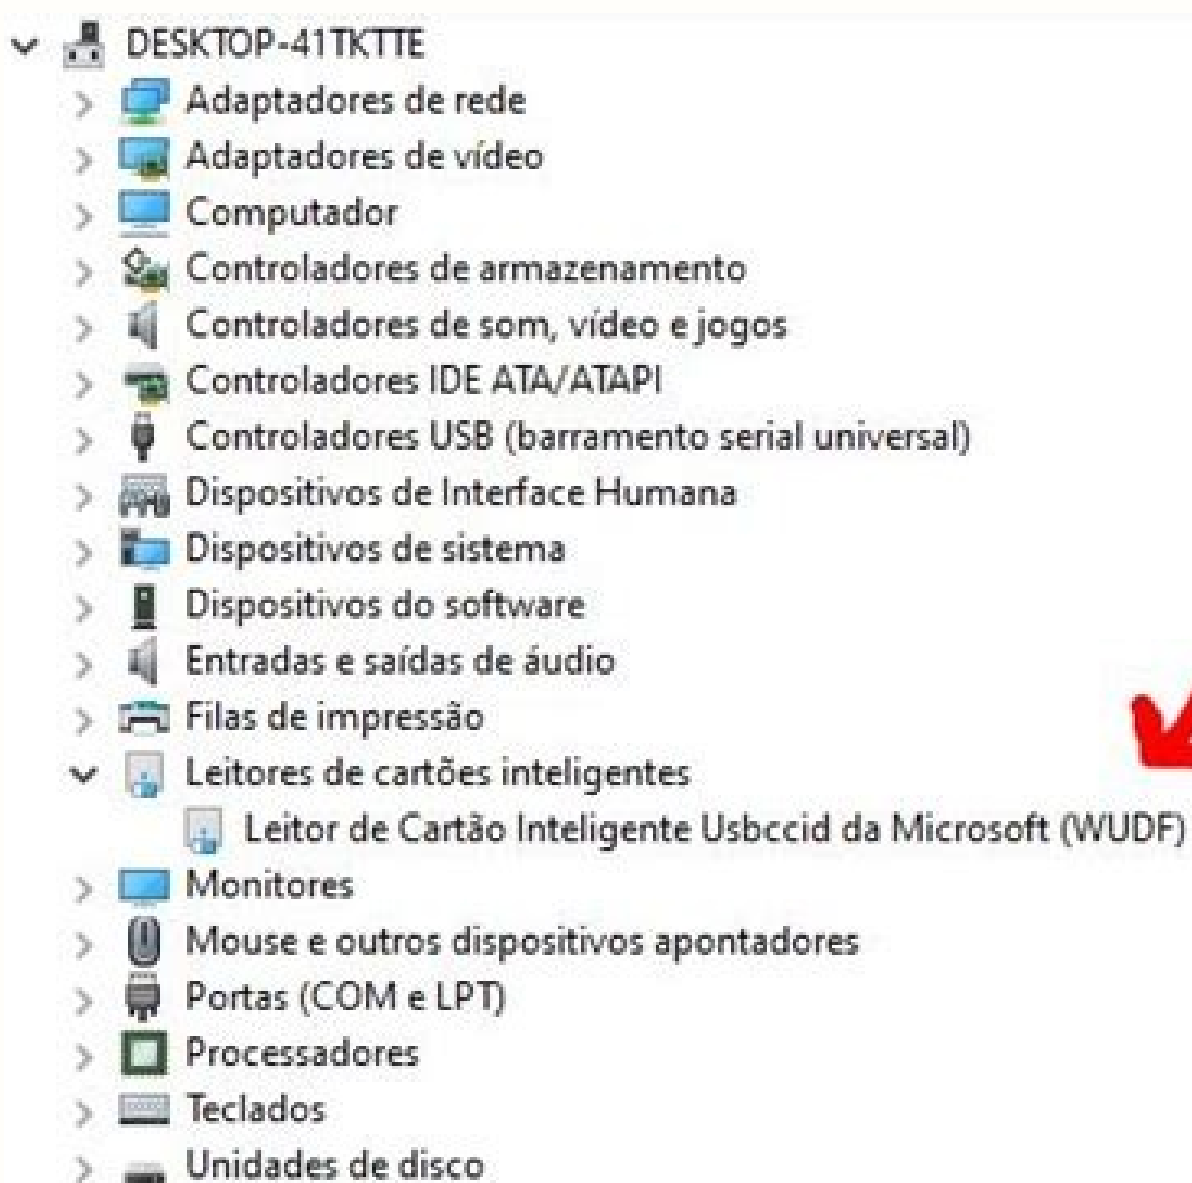 DESKTOP-41TKTTE
Adaptadores de rede
Adaptadores de vídeo
Computador
Controladores de armazenamento
Controladores de som, vídeo e jogos
Controladores IDE ATA/ATAPI
Controladores USB (barramento serial universal)
Dispositivos de Interface Humana
Dispositivos de sistema
Dispositivos do software
Entradas e saídas de áudio
Filas de impressão
Leitores de cartões inteligentes
Leitor de Cartão Inteligente Usbccid da Microsoft (WUDF)
Monitores
Mouse e outros dispositivos apontadores
Portas (COM e LPT)
Processadores
Teclados
Unidades de disco